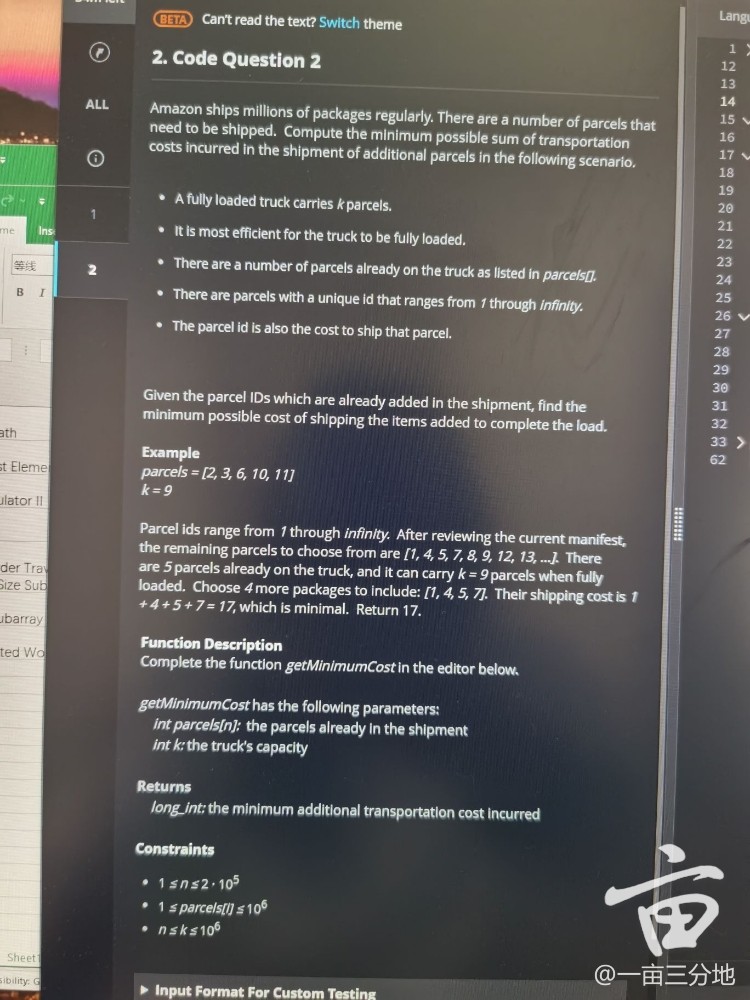 BETA Can't read the text? Switch theme
2. Code Question 2
ALL
1
2
Amazon ships millions of packages regularly. There are a number of parcels that
need to be shipped. Compute the minimum possible sum of transportation
costs incurred in the shipment of additional parcels in the following scenario.
• A fully loaded truck carries k parcels.
• It is most efficient for the truck to be fully loaded.
• There are a number of parcels already on the truck as listed in parcels[].
• There are parcels with a unique id that ranges from 1 through infinity.
• The parcel id is also the cost to ship that parcel.
Given the parcel IDs which are already added in the shipment, find the
minimum possible cost of shipping the items added to complete the load.
Example
parcels = [2, 3, 6, 10, 11]
k = 9
Parcel ids range from 1 through infinity. After reviewing the current manifest,
the remaining parcels to choose from are [1, 4, 5, 7, 8, 9, 12, 13, ...]. There
are 5 parcels already on the truck, and it can carry k = 9 parcels when fully
loaded. Choose 4 more packages to include: [1, 4, 5, 7]. Their shipping cost is 1
+ 4 + 5 + 7 = 17, which is minimal. Return 17.
Function Description
Complete the function getMinimumCost in the editor below.
getMinimumCost has the following parameters:
int parcels[n]: the parcels already in the shipment
int k: the truck's capacity
Returns
long_int: the minimum additional transportation cost incurred
Constraints
• 1 ≤ n ≤ 2 · 10⁵
• 1 ≤ parcels[i] ≤ 10⁶
• n ≤ k ≤ 10⁶
▶ Input Format For Custom Testing
Langu
1
12
13
14
15
16
17
18
19
20
21
22
23
24
25
26
27
28
29
30
31
32
33
62
me Ins
等线
B I
ath
st Eleme
ulator II
der Trav
Size Sub
ubarray
ted Wo
Sheet1
sibility: G
亩
@一亩三分地